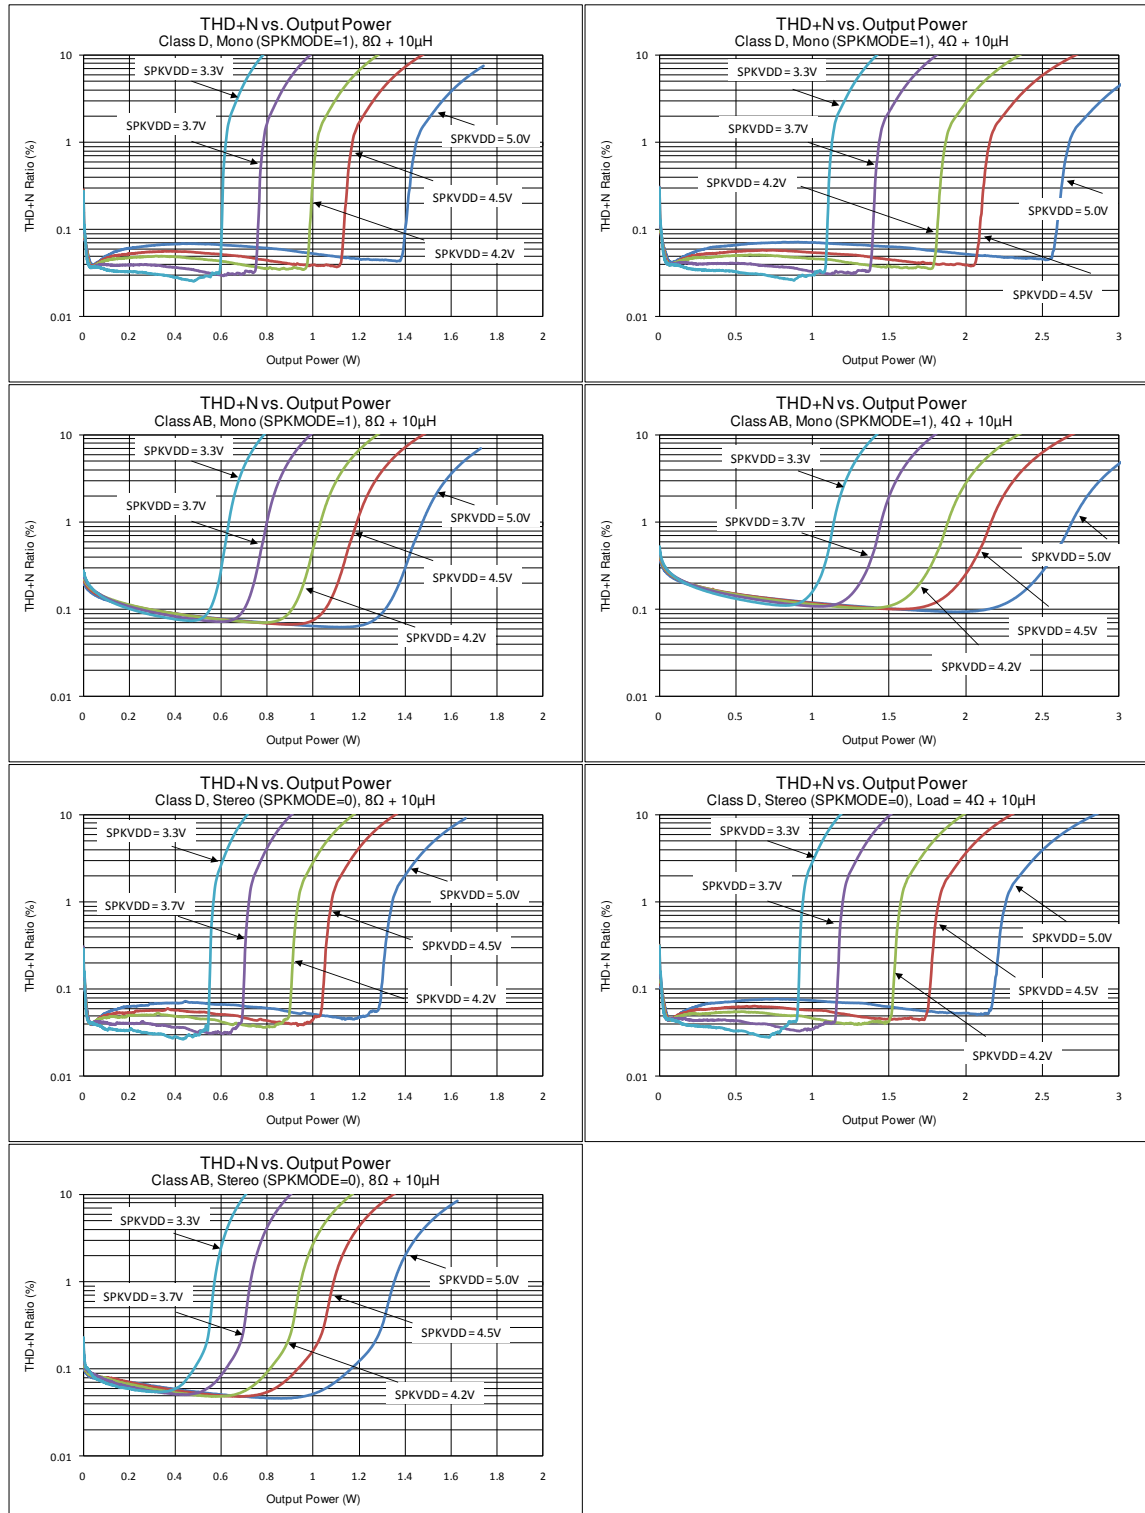 THD+N vs. Output Power
Class D, Mono (SPKMODE=1), 8Ω + 10µH
10
1
0.1
0.01
THD+N Ratio (%)
SPKVDD = 3.3V
SPKVDD = 3.7V
SPKVDD = 5.0V
SPKVDD = 4.5V
SPKVDD = 4.2V
0 0.2 0.4 0.6 0.8 1 1.2 1.4 1.6 1.8 2
Output Power (W)
THD+N vs. Output Power
Class D, Mono (SPKMODE=1), 4Ω + 10µH
10
1
0.1
0.01
THD+N Ratio (%)
SPKVDD = 3.3V
SPKVDD = 3.7V
SPKVDD = 4.2V
SPKVDD = 5.0V
SPKVDD = 4.5V
0 0.5 1 1.5 2 2.5 3
Output Power (W)
THD+N vs. Output Power
Class AB, Mono (SPKMODE=1), 8Ω + 10µH
10
1
0.1
0.01
THD+N Ratio (%)
SPKVDD = 3.3V
SPKVDD = 3.7V
SPKVDD = 5.0V
SPKVDD = 4.5V
SPKVDD = 4.2V
0 0.2 0.4 0.6 0.8 1 1.2 1.4 1.6 1.8 2
Output Power (W)
THD+N vs. Output Power
Class AB, Mono (SPKMODE=1), 4Ω + 10µH
10
1
0.1
0.01
THD+N Ratio (%)
SPKVDD = 3.3V
SPKVDD = 3.7V
SPKVDD = 5.0V
SPKVDD = 4.5V
SPKVDD = 4.2V
0 0.5 1 1.5 2 2.5 3
Output Power (W)
THD+N vs. Output Power
Class D, Stereo (SPKMODE=0), 8Ω + 10µH
10
1
0.1
0.01
THD+N Ratio (%)
SPKVDD = 3.3V
SPKVDD = 3.7V
SPKVDD = 5.0V
SPKVDD = 4.5V
SPKVDD = 4.2V
0 0.2 0.4 0.6 0.8 1 1.2 1.4 1.6 1.8 2
Output Power (W)
THD+N vs. Output Power
Class D, Stereo (SPKMODE=0), Load = 4Ω + 10µH
10
1
0.1
0.01
THD+N Ratio (%)
SPKVDD = 3.3V
SPKVDD = 3.7V
SPKVDD = 5.0V
SPKVDD = 4.5V
SPKVDD = 4.2V
0 0.5 1 1.5 2 2.5 3
Output Power (W)
THD+N vs. Output Power
Class AB, Stereo (SPKMODE=0), 8Ω + 10µH
10
1
0.1
0.01
THD+N Ratio (%)
SPKVDD = 3.3V
SPKVDD = 3.7V
SPKVDD = 5.0V
SPKVDD = 4.5V
SPKVDD = 4.2V
0 0.2 0.4 0.6 0.8 1 1.2 1.4 1.6 1.8 2
Output Power (W)